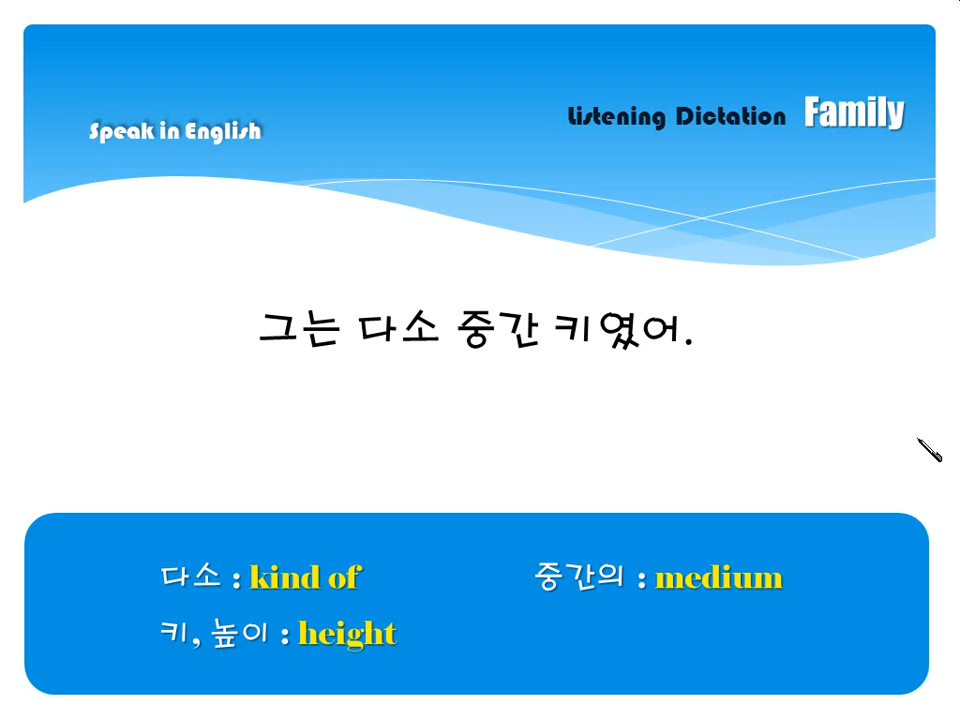 Speak in English
Listening Dictation Family
그는 다소 중간 키였어.
다소 : kind of
중간의 : medium
키, 높이 : height